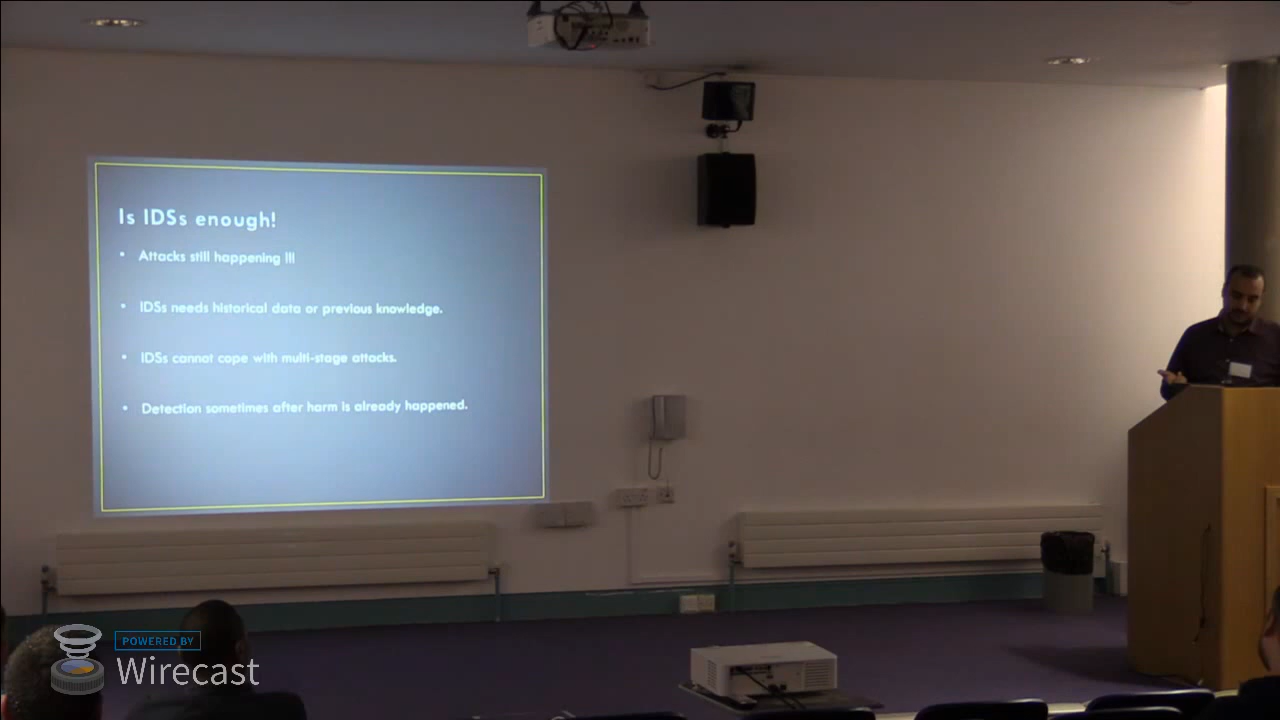 Is IDSs enough!
• Attacks still happening !!!
• IDSs needs historical data or previous knowledge.
• IDSs cannot cope with multi-stage attacks.
• Detection sometimes after harm is already happened.
POWERED BY
Wirecast